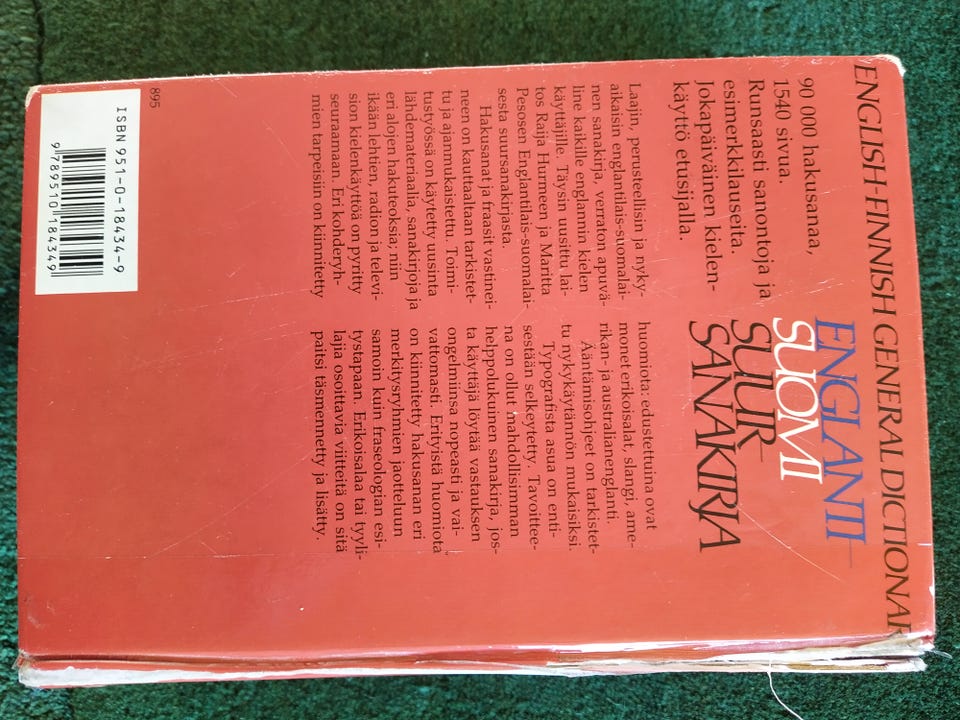 ENGLISH-FINNISH GENERAL DICTIONAR
ENGLANTI
SUOMI
SUUR
SANAKIRJA
90 000 hakusanaa,
1540 sivua.
Runsaasti sanontoja ja
esimerkkilauseita.
Jokapäiväinen kielen-
käyttö etusijalla.
Laajin, perusteellisin ja nyky-
aikaisin englantilais-suomalai-
nen sanakirja, verraton apuvä-
line kaikille englannin kielen
käyttäjille. Täysin uusittu lai-
tos Raija Hurmeen ja Maritta
Pesosen Englantilais-suomalai-
sesta suursanakirjasta.
Hakusanat ja fraasit vastinei-
neen on kauttaaltaan tarkistet-
tu ja ajanmukaistettu. Toimi-
tustyössä on käytetty uusinta
lähdemateriaalia, sanakirjoja ja
eri alojen hakuteoksia; niin
ikään lehtien, radion ja televi-
sion kielenkäyttöä on pyritty
seuraamaan. Eri kohderyh-
mien tarpeisiin on kiinnitetty
huomiota: edustettuina ovat
monet erikoisalat, slangi, ame-
rikan- ja australianenglanti.
Ääntämisohjeet on tarkistet-
tu nykykäytännön mukaisiksi.
Typografista asua on enti-
sestään selkeytetty. Tavoittee-
na on ollut mahdollisimman
helppolukuinen sanakirja, jos-
ta käyttäjä löytää vastauksen
ongelmiinsa nopeasti ja vai-
vattomasti. Erityistä huomiota
on kiinnitetty hakusanan eri
merkitysryhmien jaotteluun
samoin kuin fraseologian esi-
tystapaan. Erikoisalaa tai tyyli-
lajia osoittavia viitteitä on sitä
paitsi täsmennetty ja lisätty.
895
ISBN 951-0-18434-9
9 789510 184349